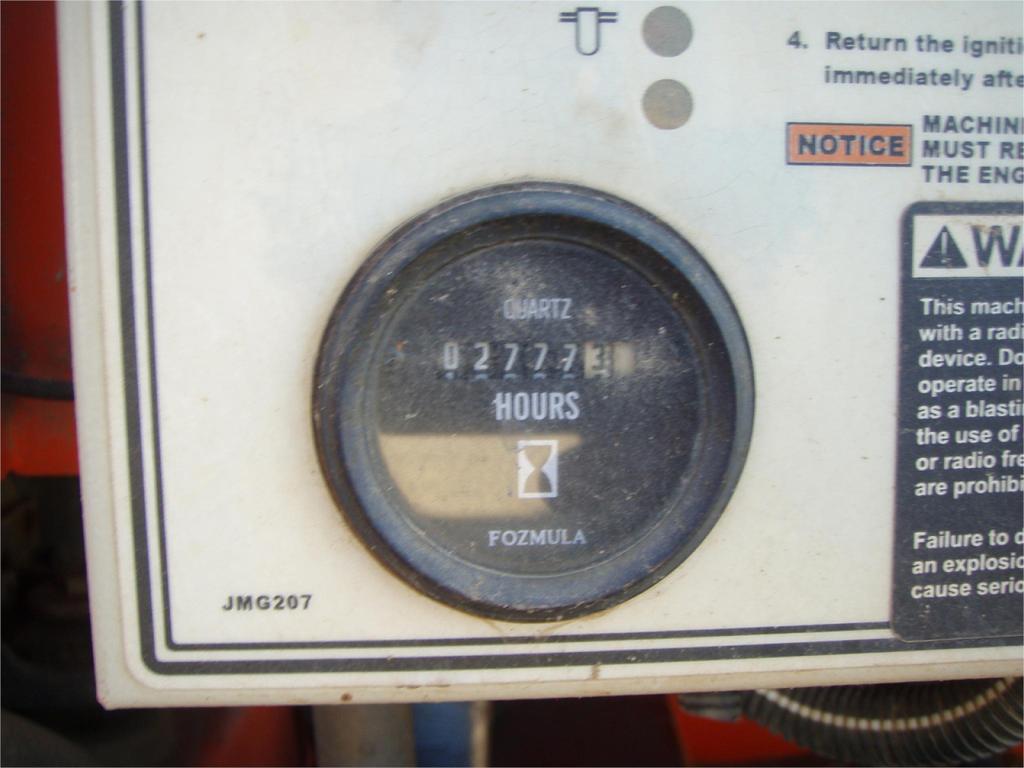 4. Return the igniti
immediately afte
NOTICE
MACHIN
MUST RE
THE ENG
QUARTZ
027773
HOURS
FOZMULA
JMG207
WA
This mach
with a radi
device. Do
operate in
as a blasti
the use of
or radio fre
are prohibi
Failure to d
an explosio
cause serio